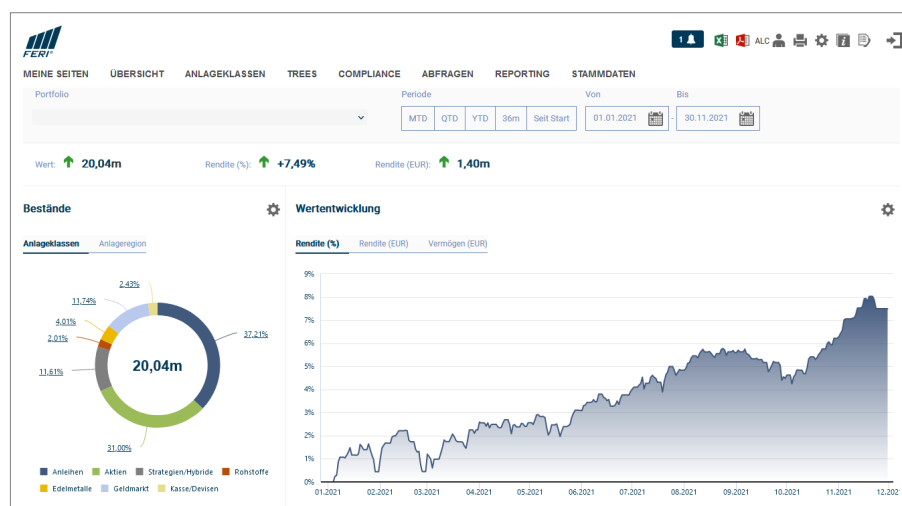 FERI®
1
ALC
MEINE SEITEN ÜBERSICHT ANLAGEKLASSEN TREES COMPLIANCE ABFRAGEN REPORTING STAMMDATEN
Portfolio Periode Von Bis
MTD QTD YTD 36m Seit Start 01.01.2021 - 30.11.2021
Wert: 20,04m Rendite (%): +7,49% Rendite (EUR): 1,40m
Bestände
Anlageklassen Anlageregion
2,43%
11,74%
4,01%
2,01%
37,21%
20,04m
11,61%
31,00%
Anleihen Aktien Strategien/Hybride Rohstoffe
Edelmetalle Geldmarkt Kasse/Devisen
Wertentwicklung
Rendite (%) Rendite (EUR) Vermögen (EUR)
9%
8%
7%
6%
5%
4%
3%
2%
1%
0%
01.2021 02.2021 03.2021 04.2021 05.2021 06.2021 07.2021 08.2021 09.2021 10.2021 11.2021 12.202